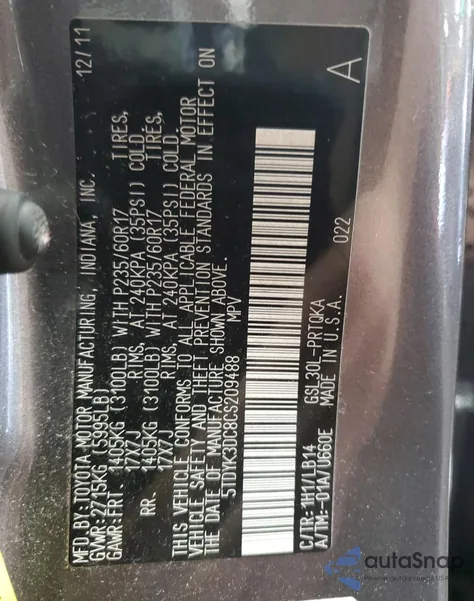 MFD.BY:TOYOTA MOTOR MANUFACTURING, INDIANA, INC. 12/11
GVWR:2715KG (5995LB)
GAWR:FRT. 1405KG (3100LB) WITH P235/60R17 TIRES,
17X7J RIMS, AT 240KPA (35PSI) COLD.
RR. 1405KG (3100LB) WITH P235/60R17 TIRES,
17X7J RIMS, AT 240KPA (35PSI) COLD.
THIS VEHICLE CONFORMS TO ALL APPLICABLE FEDERAL MOTOR
VEHICLE SAFETY AND THEFT PREVENTION STANDARDS IN EFFECT ON
THE DATE OF MANUFACTURE SHOWN ABOVE.
5TDYK3DC8CS209488 MPV
A
022
C/TR:1H1/LB14 GSL30L-PRTQKA
A/TM:-01A/U660E MADE IN U.S.A.
autoSnap